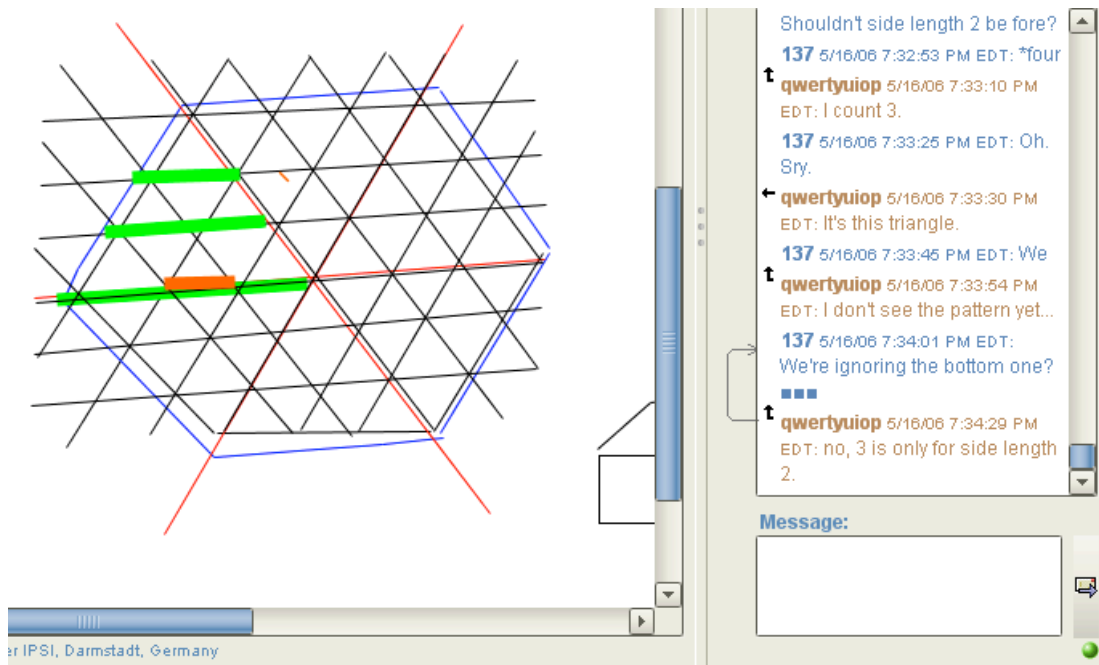 Shouldn't side length 2 be fore?
137 5/16/06 7:32:53 PM EDT: *four
qwertyuiop 5/16/06 7:33:10 PM
EDT: I count 3.
137 5/16/06 7:33:25 PM EDT: Oh.
Sry.
qwertyuiop 5/16/06 7:33:30 PM
EDT: It's this triangle.
137 5/16/06 7:33:45 PM EDT: We
qwertyuiop 5/16/06 7:33:54 PM
EDT: I don't see the pattern yet...
137 5/16/06 7:34:01 PM EDT:
We're ignoring the bottom one?
qwertyuiop 5/16/06 7:34:29 PM
EDT: no, 3 is only for side length
2.
Message:
er IPSI, Darmstadt, Germany